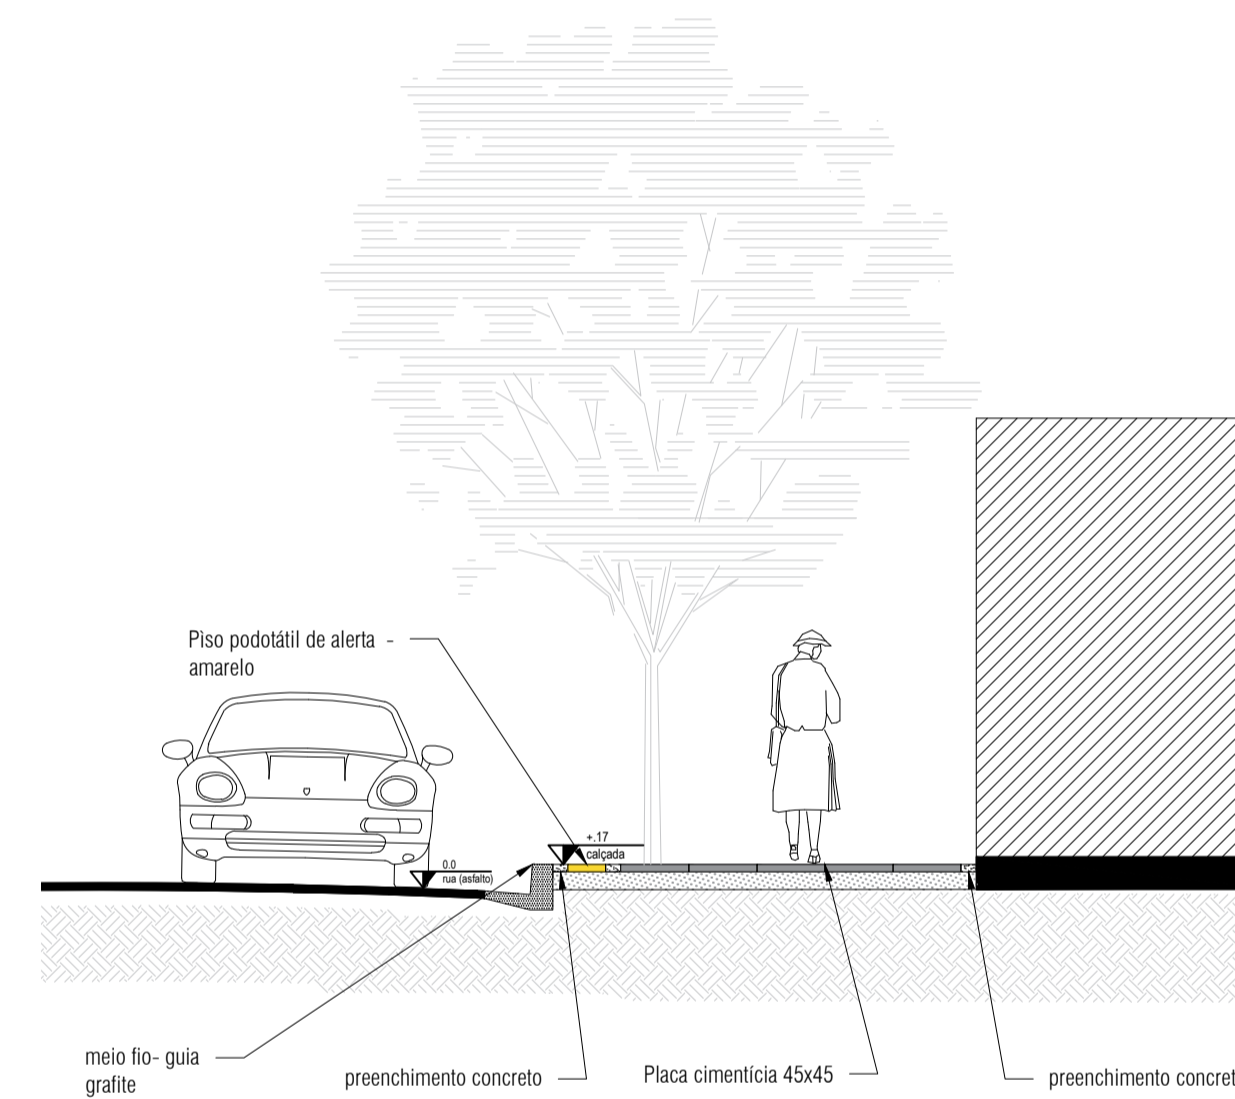 Piso podotátil de alerta -
amarelo
+.17
calçada
0.0
rua (asfalto)
meio fio- guia
grafite
preenchimento concreto
Placa cimentícia 45x45
preenchimento concret